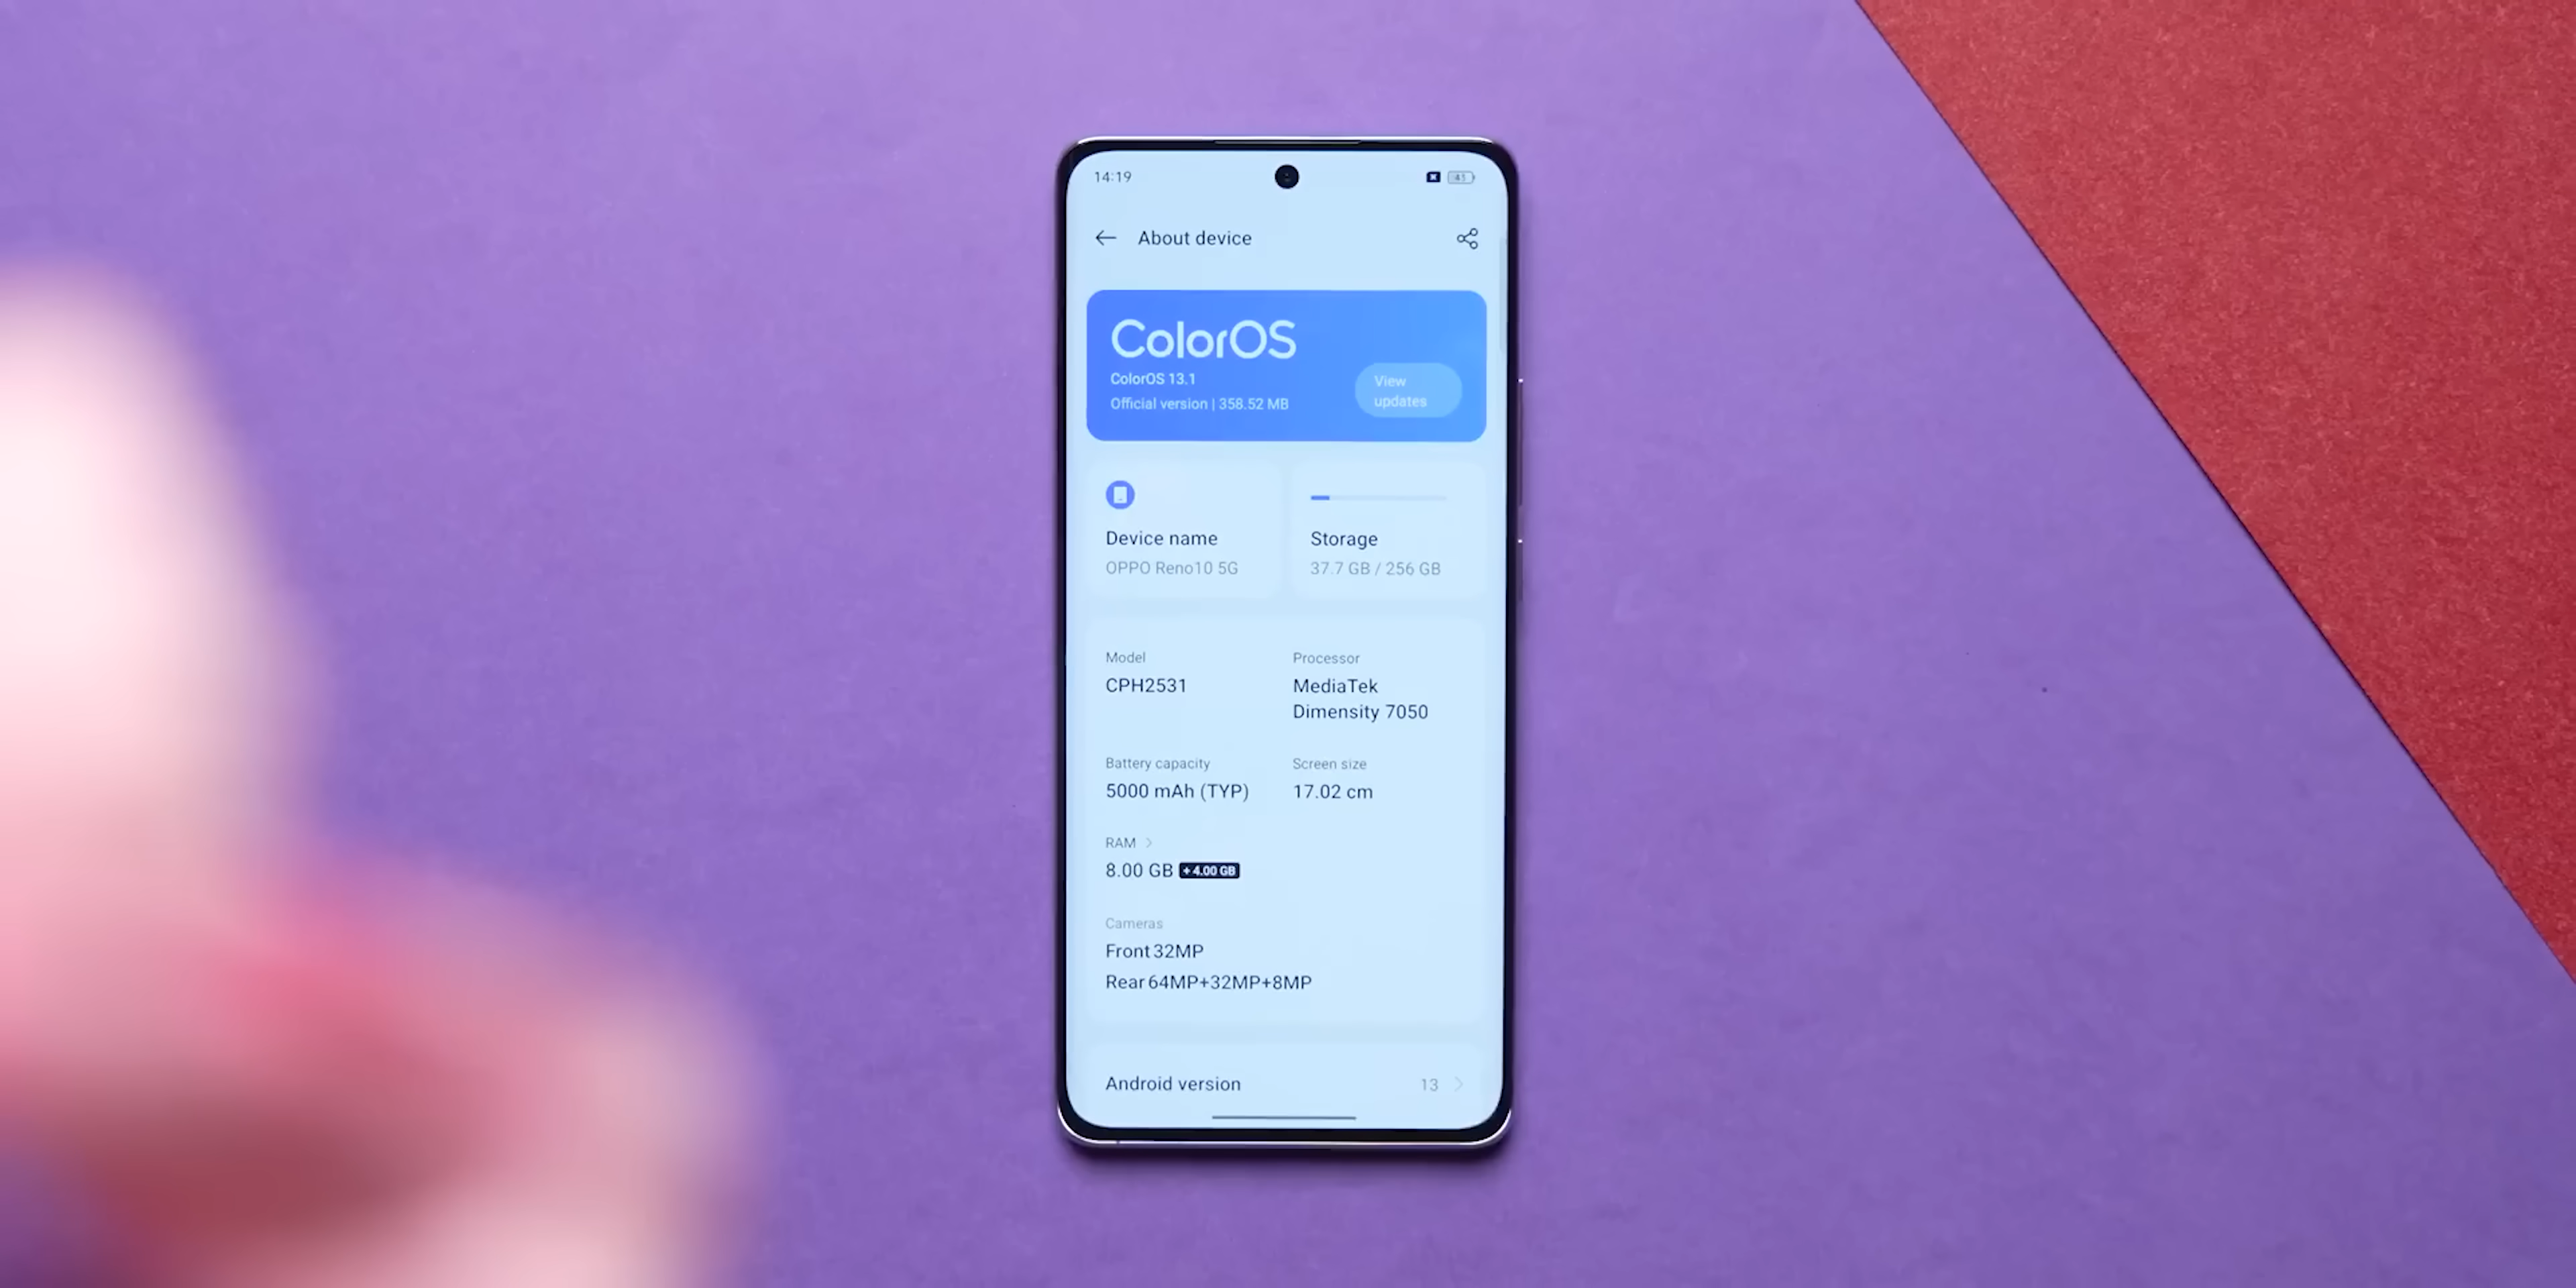 14:19
41
About device
ColorOS
ColorOS 13.1
Official version | 358.52 MB
View
updates
Device name
OPPO Reno10 5G
Storage
37.7 GB / 256 GB
Model
CPH2531
Processor
MediaTek
Dimensity 7050
Battery capacity
5000 mAh (TYP)
Screen size
17.02 cm
RAM
8.00 GB + 4.00 GB
Cameras
Front 32MP
Rear 64MP+32MP+8MP
Android version
13